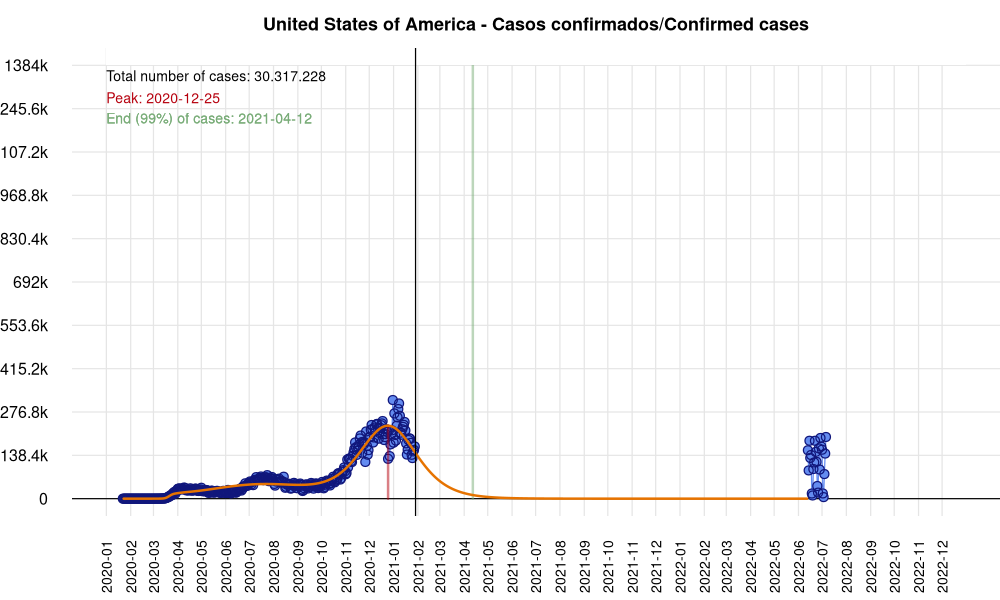 United States of America - Casos confirmados/Confirmed cases
Total number of cases: 30.317.228
Peak: 2020-12-25
End (99%) of cases: 2021-04-12
1384k
245.6k
107.2k
968.8k
830.4k
692k
553.6k
415.2k
276.8k
138.4k
0
2020-01
2020-02
2020-03
2020-04
2020-05
2020-06
2020-07
2020-08
2020-09
2020-10
2020-11
2020-12
2021-01
2021-02
2021-03
2021-04
2021-05
2021-06
2021-07
2021-08
2021-09
2021-10
2021-11
2021-12
2022-01
2022-02
2022-03
2022-04
2022-05
2022-06
2022-07
2022-08
2022-09
2022-10
2022-11
2022-12